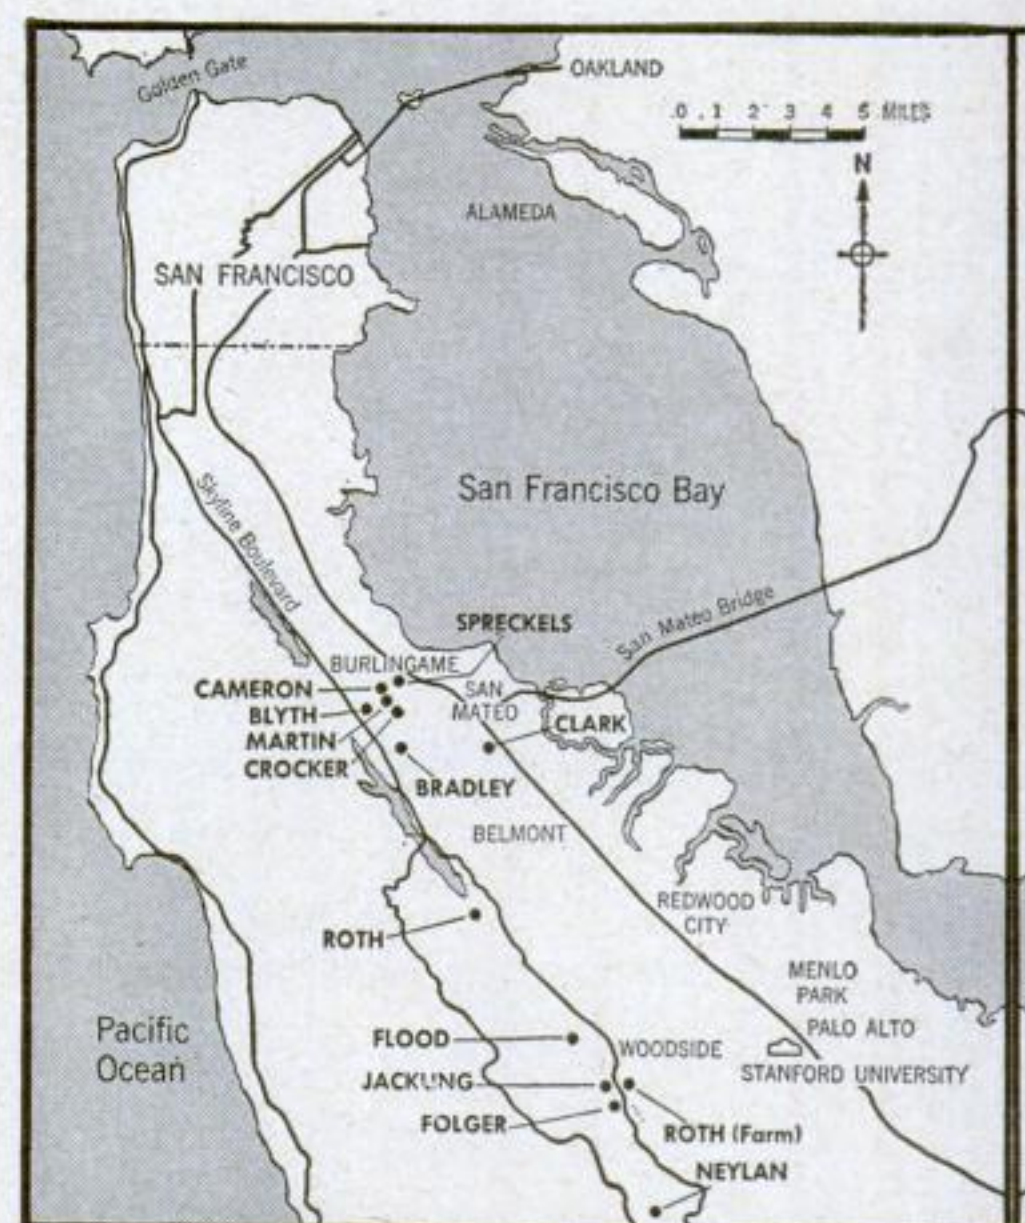 Golden Gate
OAKLAND
0 1 2 3 4 5 MILES
N
ALAMEDA
SAN FRANCISCO
San Francisco Bay
Skyline Boulevard
San Mateo Bridge
SPRECKELS
BURLINGAME
CAMERON
SAN
MATEO
BLYTH
CLARK
MARTIN
CROCKER
BRADLEY
BELMONT
REDWOOD
CITY
ROTH
MENLO
PARK
PALO ALTO
Pacific
Ocean
FLOOD
WOODSIDE
STANFORD UNIVERSITY
JACKLING
FOLGER
ROTH (Farm)
NEYLAN